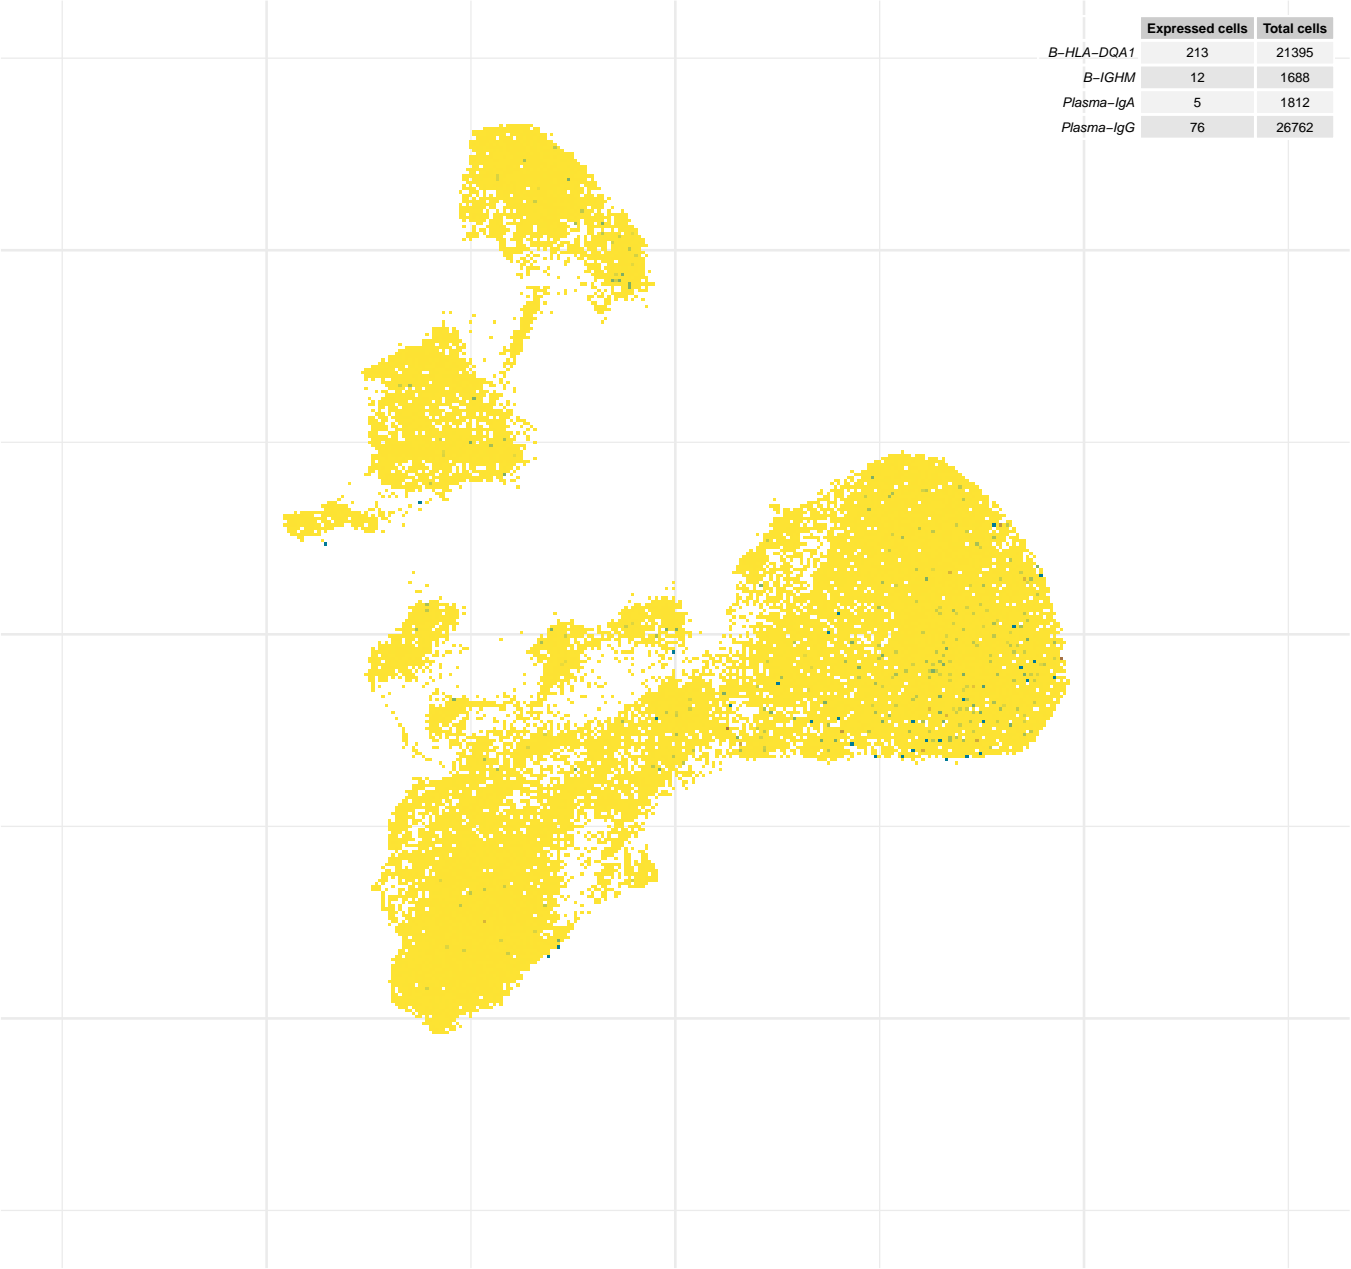 Expressed cells Total cells
B−HLA−DQA1 213 21395
B−IGHM 12 1688
Plasma−IgA 5 1812
Plasma−IgG 76 26762